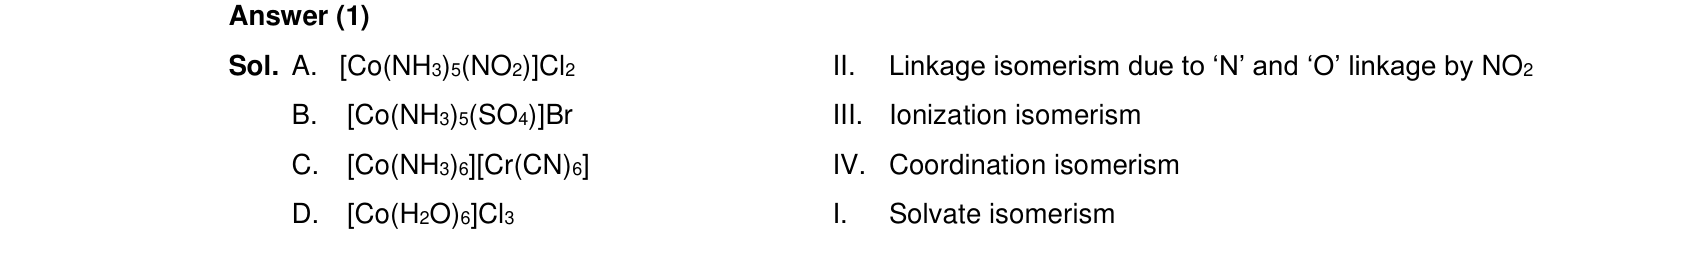 Answer (1)
Sol. A. [Co(NH3)5(NO2)]Cl2 II. Linkage isomerism due to ‘N’ and ‘O’ linkage by NO2
B. [Co(NH3)5(SO4)]Br III. Ionization isomerism
C. [Co(NH3)6][Cr(CN)6] IV. Coordination isomerism
D. [Co(H2O)6]Cl3 I. Solvate isomerism